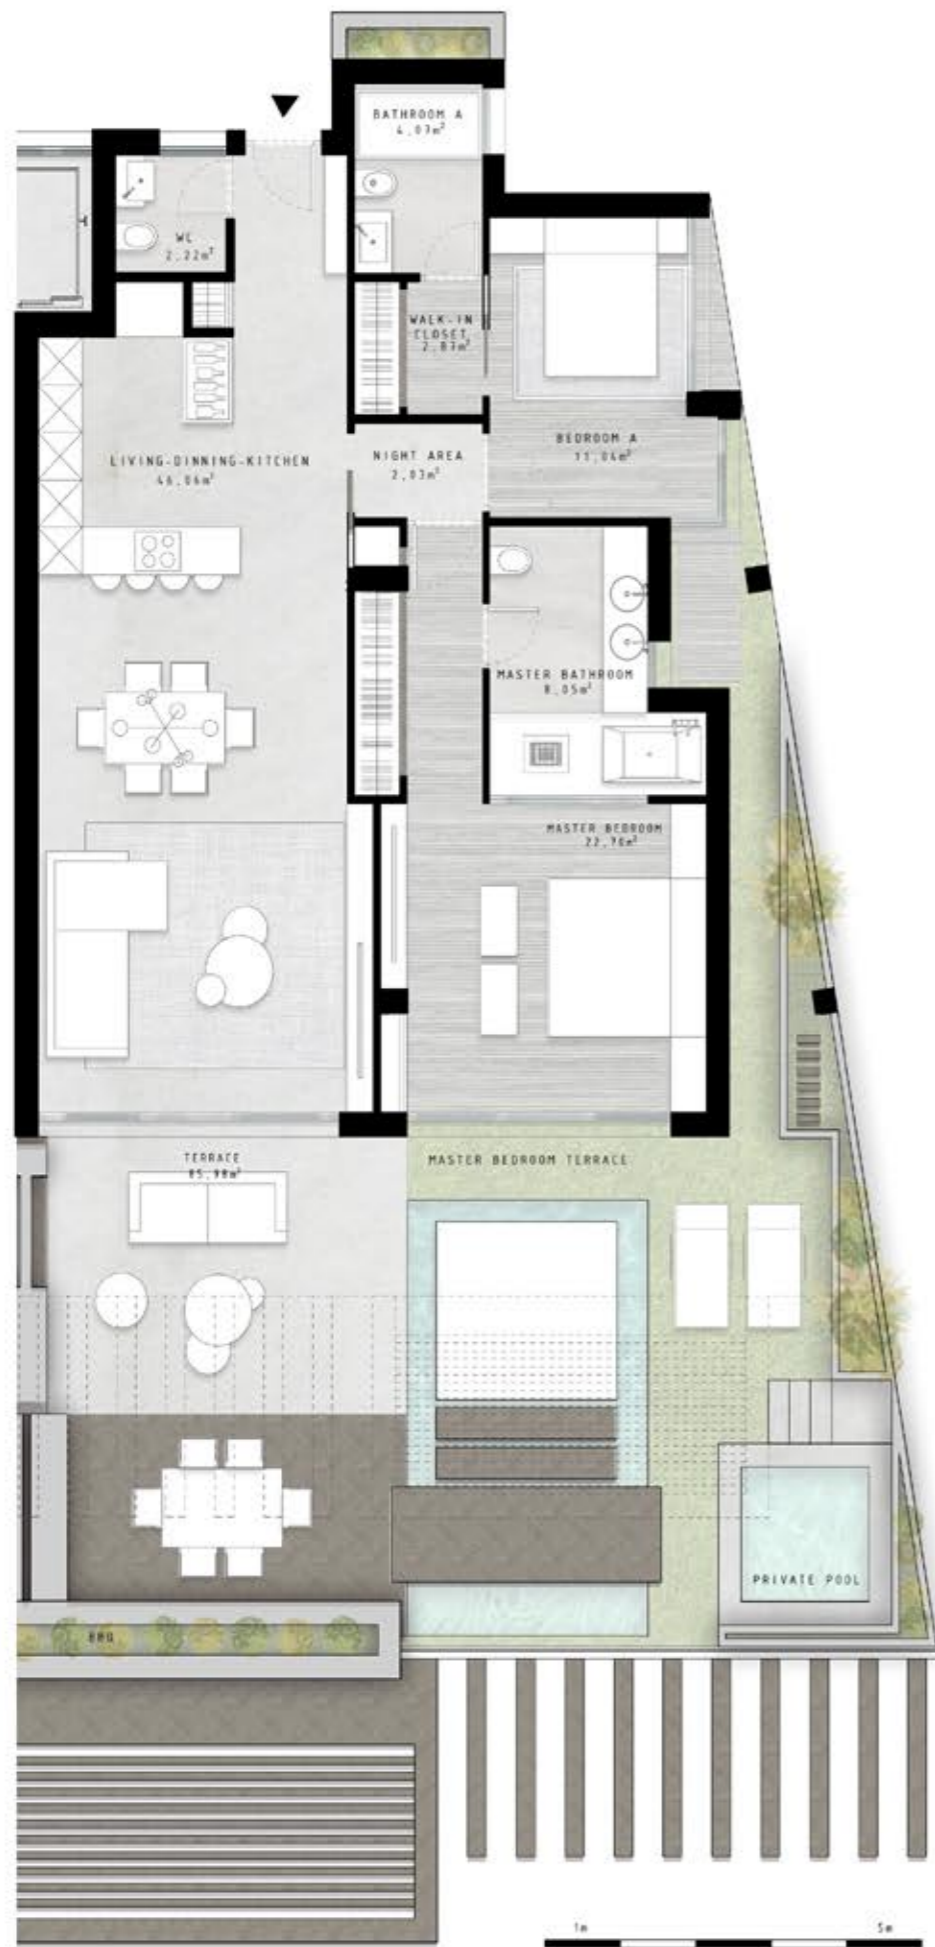 BATHROOM A
4,07m²
WC
2,22m²
WALK-IN
CLOSET
2,87m²
BEDROOM A
11,04m²
LIVING-DINNING-KITCHEN
46,06m²
NIGHT AREA
2,03m²
MASTER BATHROOM
8,05m²
MASTER BEDROOM
22,70m²
TERRACE
85,98m²
MASTER BEDROOM TERRACE
PRIVATE POOL
BBQ
1m
5m